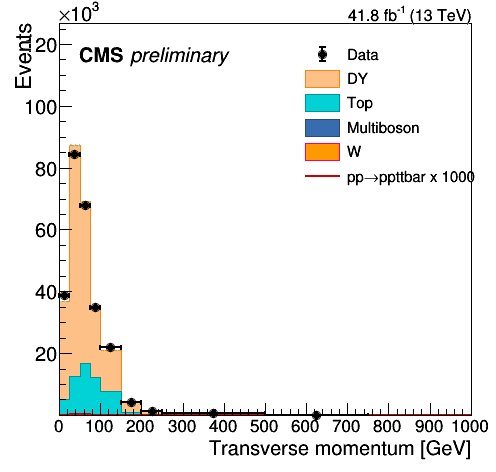 ×10³
41.8 fb⁻¹ (13 TeV)
Events
CMS preliminary
Data
DY
Top
Multiboson
W
pp→ppttbar x 1000
120
100
80
60
40
20
0 100 200 300 400 500 600 700 800 900 1000
Transverse momentum [GeV]